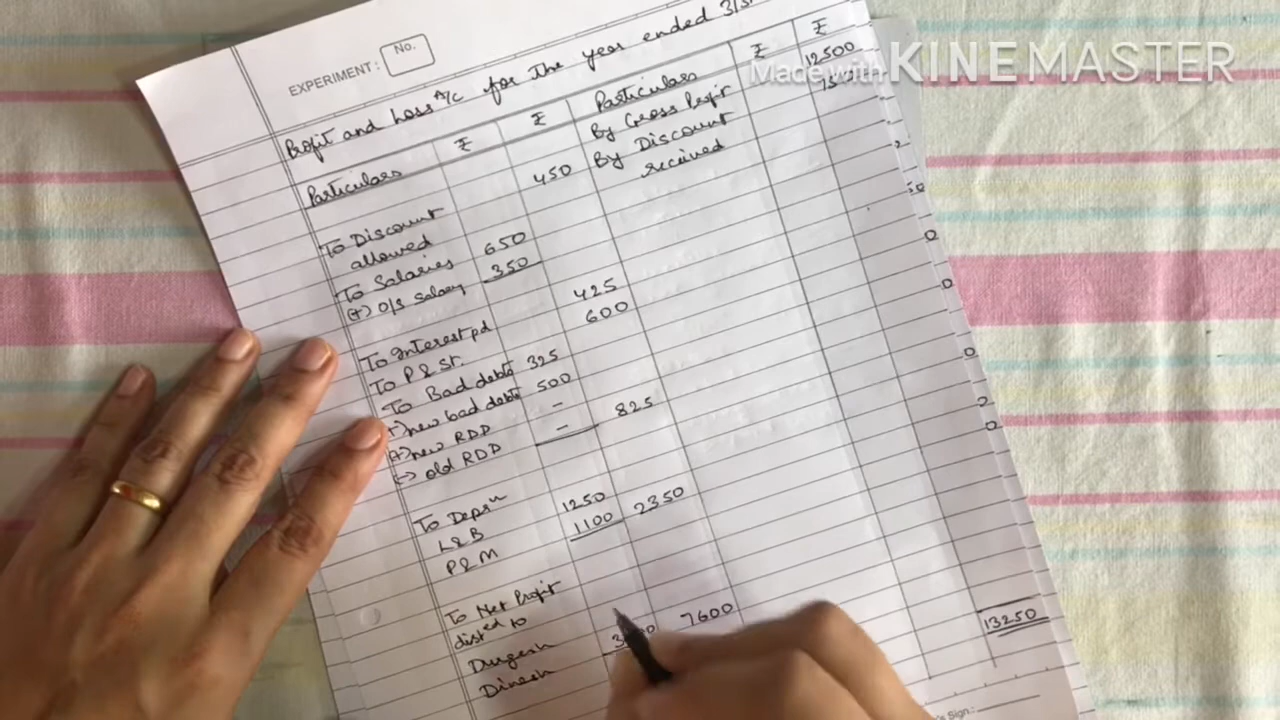 EXPERIMENT :
No.
Made with KINEMASTER
Profit and Loss A/C for the year ended
Particulars ₹ ₹ Particulars ₹ ₹
To Discount allowed 450
To Salaries 650
(+) O/S Salary 350
To Interest pd 425
To P & St. 600
To Bad debts 325
(+) new bad debts 500
(+) new RDD -
(-) old RDD - 825
To Depsn
L & B 1250
P & M 1100 2350
To Net Profit
disted to
Durgesh
Dinesh
7600
By Gross Profit 12500
By Discount
received
13250
's Sign :